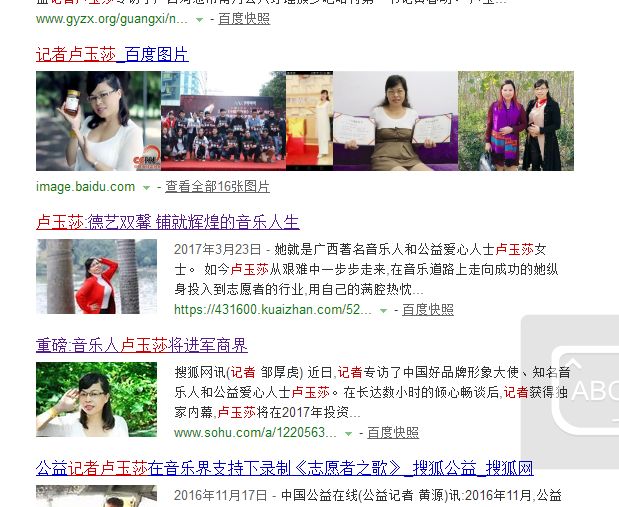 www.gyzx.org/guangxi/n... - 百度快照
记者卢玉莎_百度图片
image.baidu.com - 查看全部16张图片
卢玉莎:德艺双馨 铺就辉煌的音乐人生
2017年3月23日 - 她就是广西著名音乐人和公益爱心人士卢玉莎女
士。 如今卢玉莎从艰难中一步步走来,在音乐道路上走向成功的她纵
身投入到志愿者的行业,用自己的满腔热忱...
https://431600.kuaizhan.com/52... - 百度快照
重磅:音乐人卢玉莎将进军商界
搜狐网讯(记者 邹厚虎) 近日,记者专访了中国好品牌形象大使、知名音
乐人和公益爱心人士卢玉莎。在长达数小时的倾心畅谈后,记者获得独
家内幕,卢玉莎将在2017年投资...
www.sohu.com/a/1220563... - 百度快照
ABC
公益记者卢玉莎在音乐界支持下录制《志愿者之歌》_搜狐公益_搜狐网
2016年11月17日 - 中国公益在线(公益记者 黄源)讯:2016年11月,公益